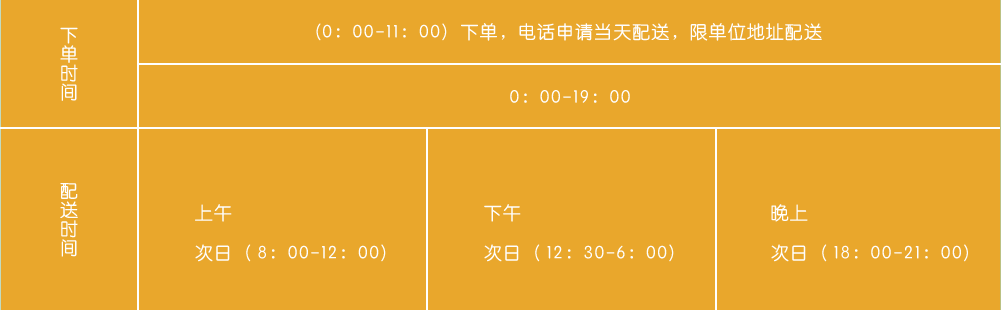 下单时间
（0：00-11：00）下单，电话申请当天配送，限单位地址配送
0：00-19：00
配送时间
上午
次日（8：00-12：00）
下午
次日（12：30-6：00）
晚上
次日（18：00-21：00）